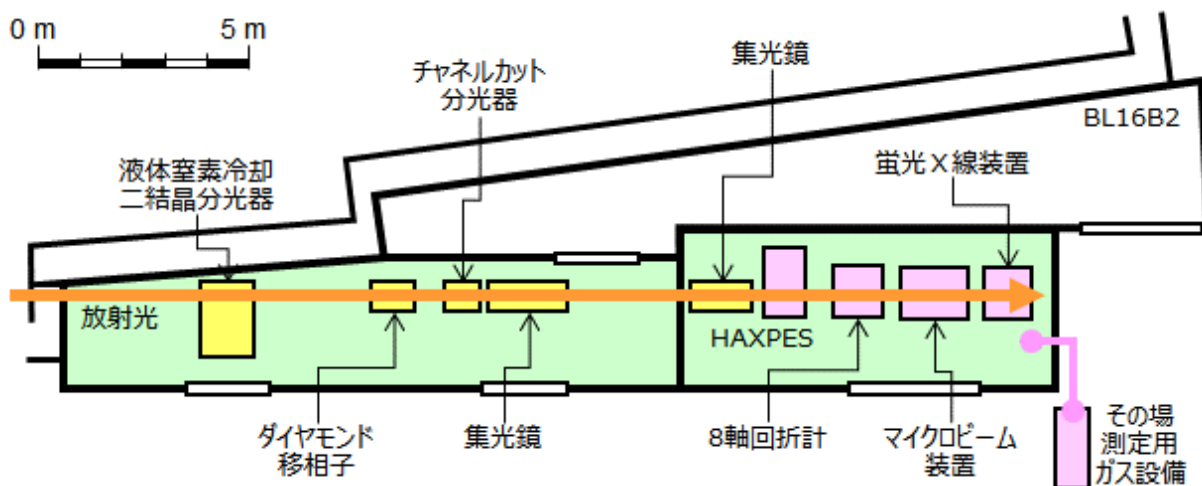 0 m
5 m
チャネルカット
分光器
集光鏡
BL16B2
液体窒素冷却
二結晶分光器
蛍光X線装置
放射光
HAXPES
ダイヤモンド
移相子
集光鏡
8軸回折計
マイクロビーム
装置
その場
測定用
ガス設備